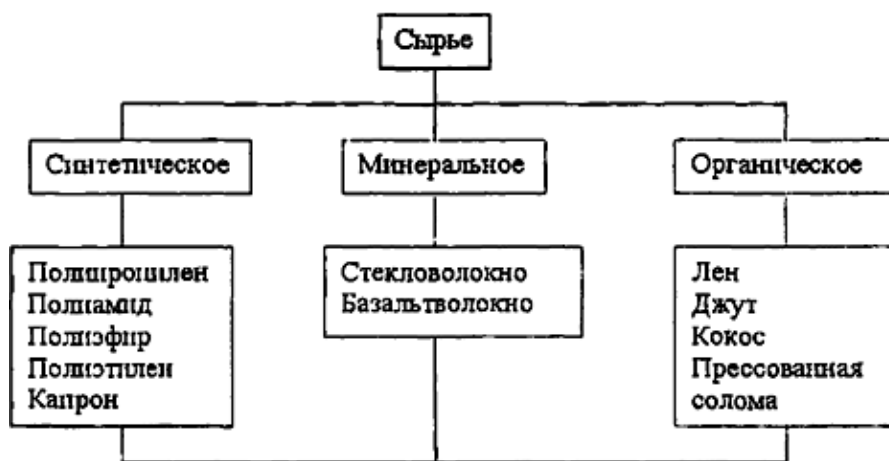 Сырье
Синтетическое
Минеральное
Органическое
Полипропилен
Полиамид
Полиэфир
Полиэтилен
Капрон
Стекловолокно
Базальтволокно
Лен
Джут
Кокос
Прессованная
солома